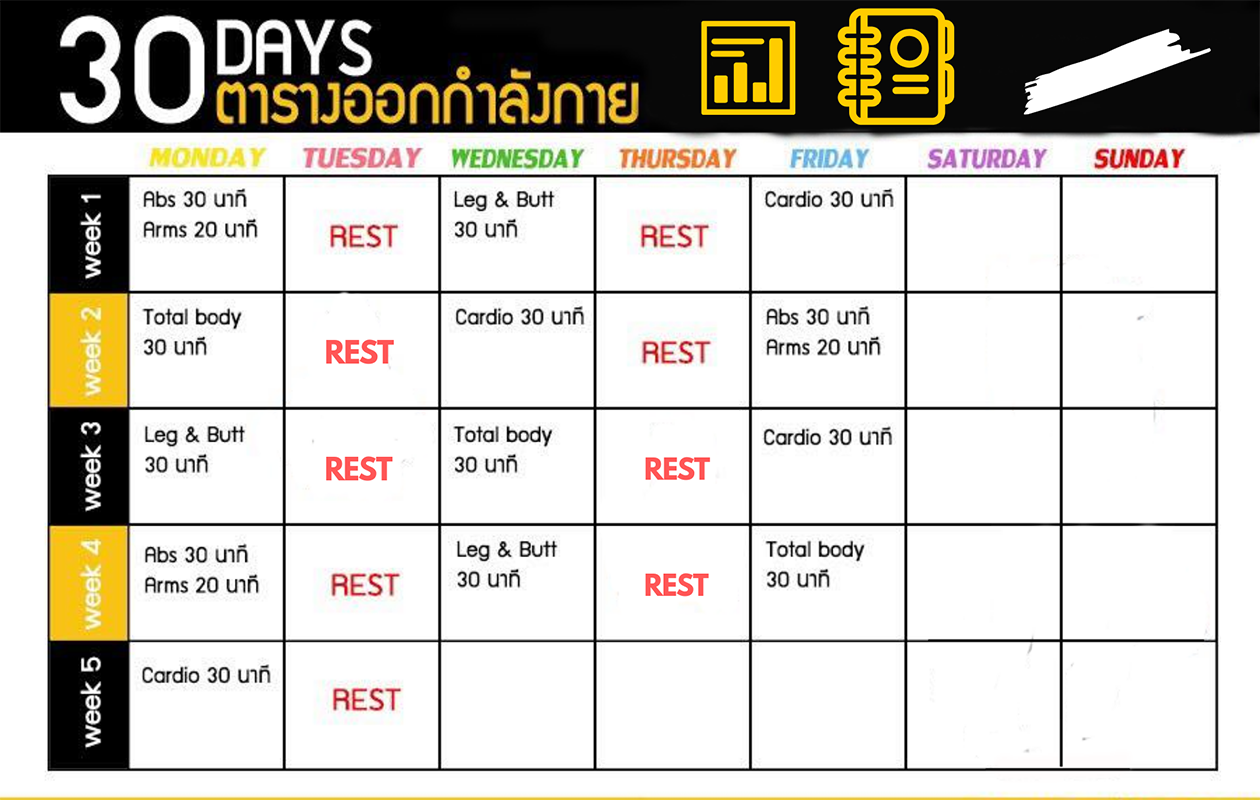 30 DAYS
ตารางออกกำลังกาย
MONDAY TUESDAY WEDNESDAY THURSDAY FRIDAY SATURDAY SUNDAY
week 1
Abs 30 นาที
Arms 20 นาที
REST
Leg & Butt
30 นาที
REST
Cardio 30 นาที
week 2
Total body
30 นาที
REST
Cardio 30 นาที
REST
Abs 30 นาที
Arms 20 นาที
week 3
Leg & Butt
30 นาที
REST
Total body
30 นาที
REST
Cardio 30 นาที
week 4
Abs 30 นาที
Arms 20 นาที
REST
Leg & Butt
30 นาที
REST
Total body
30 นาที
week 5
Cardio 30 นาที
REST